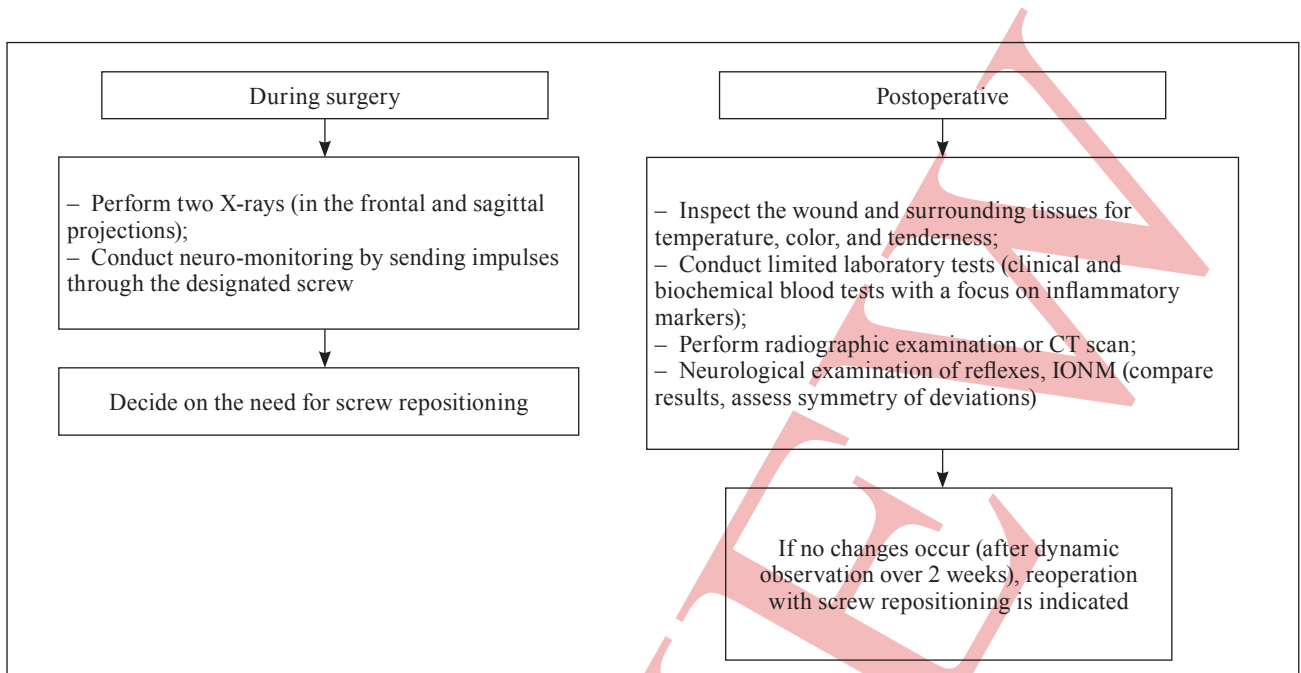 During surgery
– Perform two X-rays (in the frontal and sagittal
projections);
– Conduct neuro-monitoring by sending impulses
through the designated screw
Decide on the need for screw repositioning
Postoperative
– Inspect the wound and surrounding tissues for
temperature, color, and tenderness;
– Conduct limited laboratory tests (clinical and
biochemical blood tests with a focus on inflammatory
markers);
– Perform radiographic examination or CT scan;
– Neurological examination of reflexes, IONM (compare
results, assess symmetry of deviations)
If no changes occur (after dynamic
observation over 2 weeks), reoperation
with screw repositioning is indicated
EW